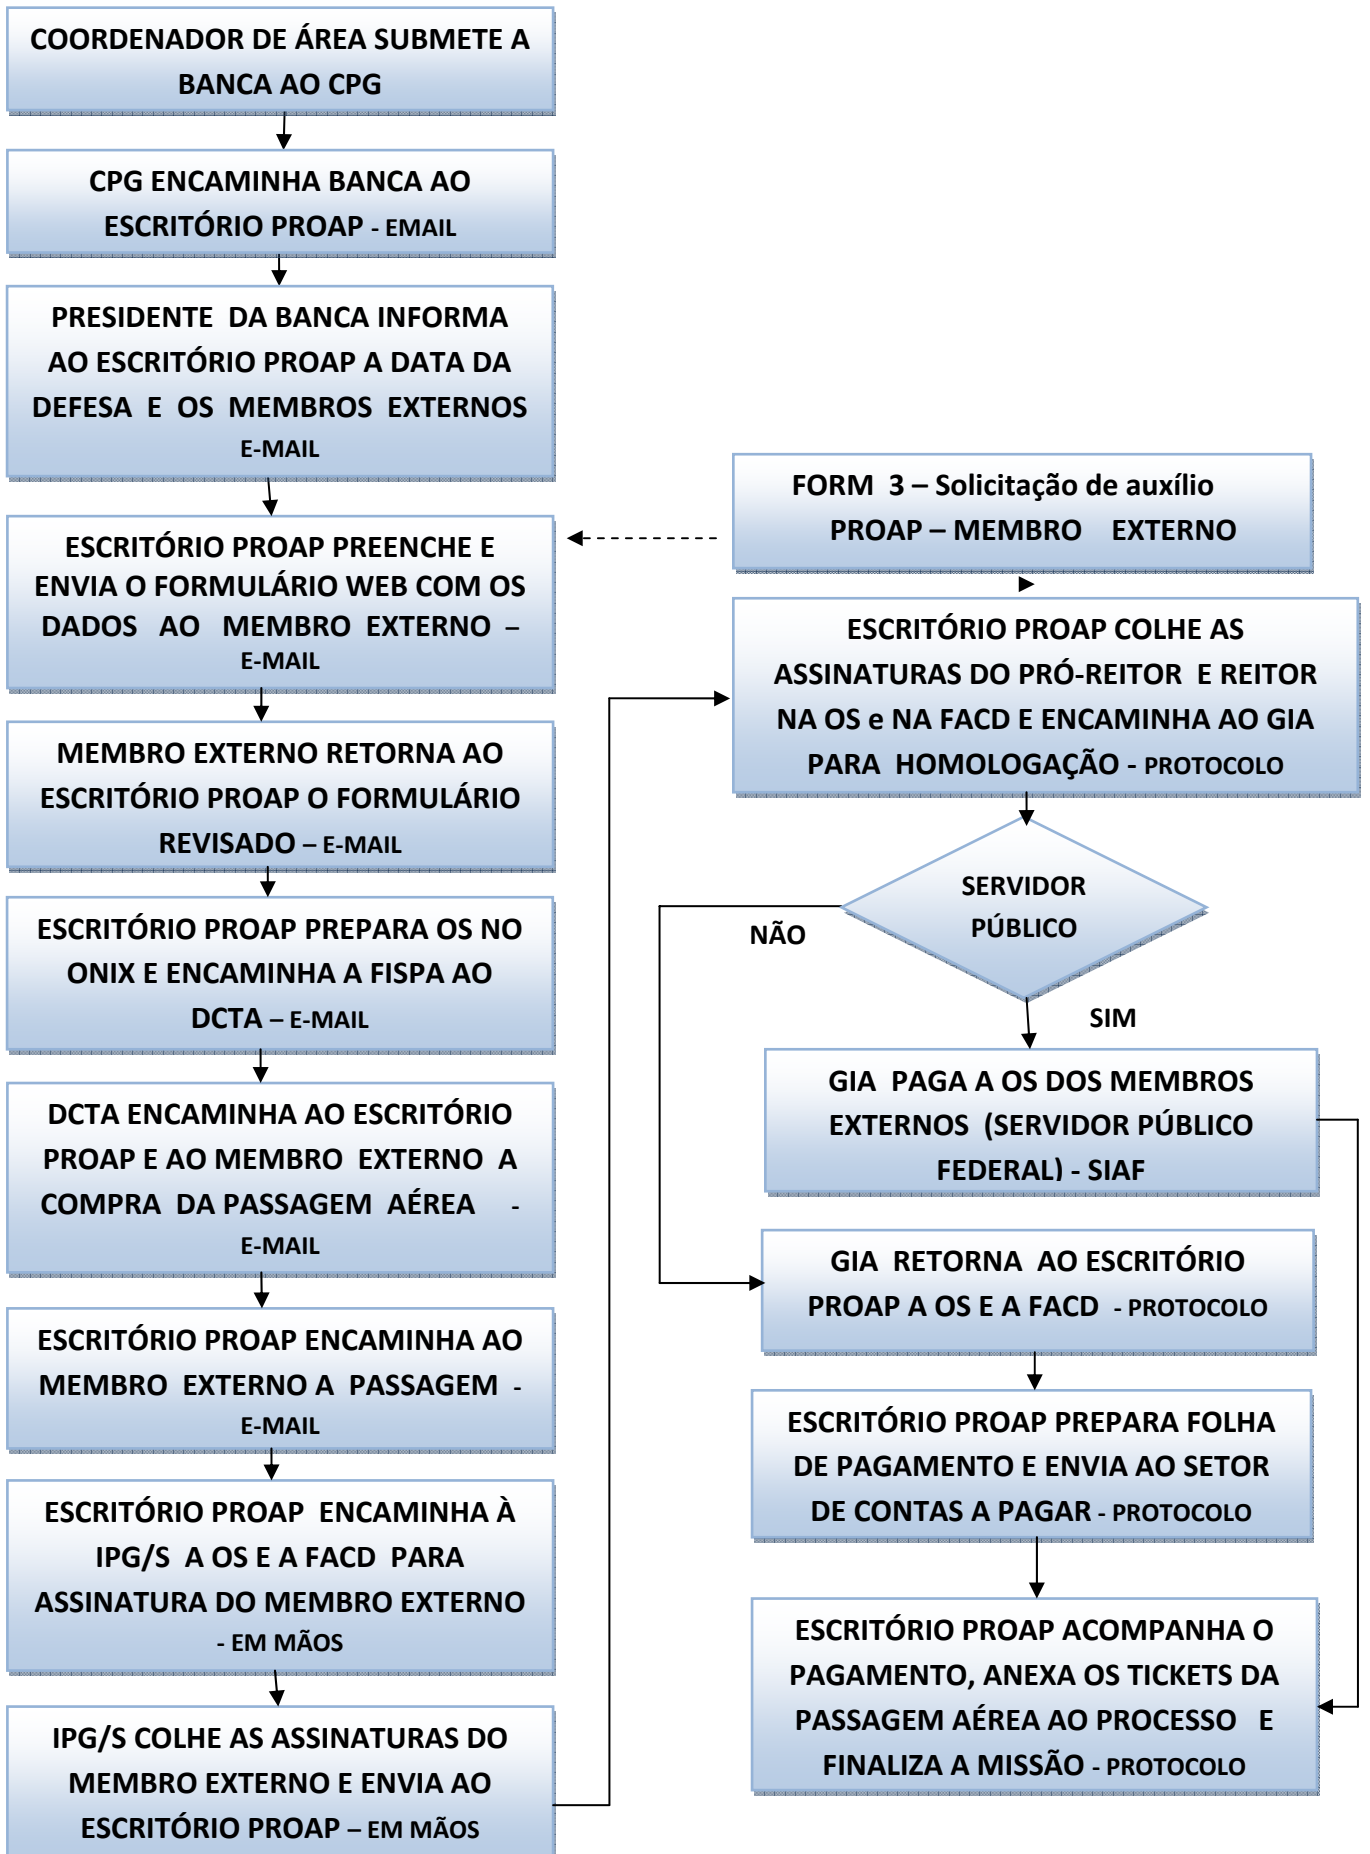 COORDENADOR DE ÁREA SUBMETE A
BANCA AO CPG
CPG ENCAMINHA BANCA AO
ESCRITÓRIO PROAP - EMAIL
PRESIDENTE DA BANCA INFORMA
AO ESCRITÓRIO PROAP A DATA DA
DEFESA E OS MEMBROS EXTERNOS
E-MAIL
ESCRITÓRIO PROAP PREENCHE E
ENVIA O FORMULÁRIO WEB COM OS
DADOS AO MEMBRO EXTERNO –
E-MAIL
MEMBRO EXTERNO RETORNA AO
ESCRITÓRIO PROAP O FORMULÁRIO
REVISADO – E-MAIL
ESCRITÓRIO PROAP PREPARA OS NO
ONIX E ENCAMINHA A FISPA AO
DCTA – E-MAIL
DCTA ENCAMINHA AO ESCRITÓRIO
PROAP E AO MEMBRO EXTERNO A
COMPRA DA PASSAGEM AÉREA -
E-MAIL
ESCRITÓRIO PROAP ENCAMINHA AO
MEMBRO EXTERNO A PASSAGEM -
E-MAIL
ESCRITÓRIO PROAP ENCAMINHA À
IPG/S A OS E A FACD PARA
ASSINATURA DO MEMBRO EXTERNO
- EM MÃOS
IPG/S COLHE AS ASSINATURAS DO
MEMBRO EXTERNO E ENVIA AO
ESCRITÓRIO PROAP – EM MÃOS
FORM 3 – Solicitação de auxílio
PROAP – MEMBRO EXTERNO
ESCRITÓRIO PROAP COLHE AS
ASSINATURAS DO PRÓ-REITOR E REITOR
NA OS e NA FACD E ENCAMINHA AO GIA
PARA HOMOLOGAÇÃO - PROTOCOLO
SERVIDOR
PÚBLICO
NÃO
SIM
GIA PAGA A OS DOS MEMBROS
EXTERNOS (SERVIDOR PÚBLICO
FEDERAL) - SIAF
GIA RETORNA AO ESCRITÓRIO
PROAP A OS E A FACD - PROTOCOLO
ESCRITÓRIO PROAP PREPARA FOLHA
DE PAGAMENTO E ENVIA AO SETOR
DE CONTAS A PAGAR - PROTOCOLO
ESCRITÓRIO PROAP ACOMPANHA O
PAGAMENTO, ANEXA OS TICKETS DA
PASSAGEM AÉREA AO PROCESSO E
FINALIZA A MISSÃO - PROTOCOLO